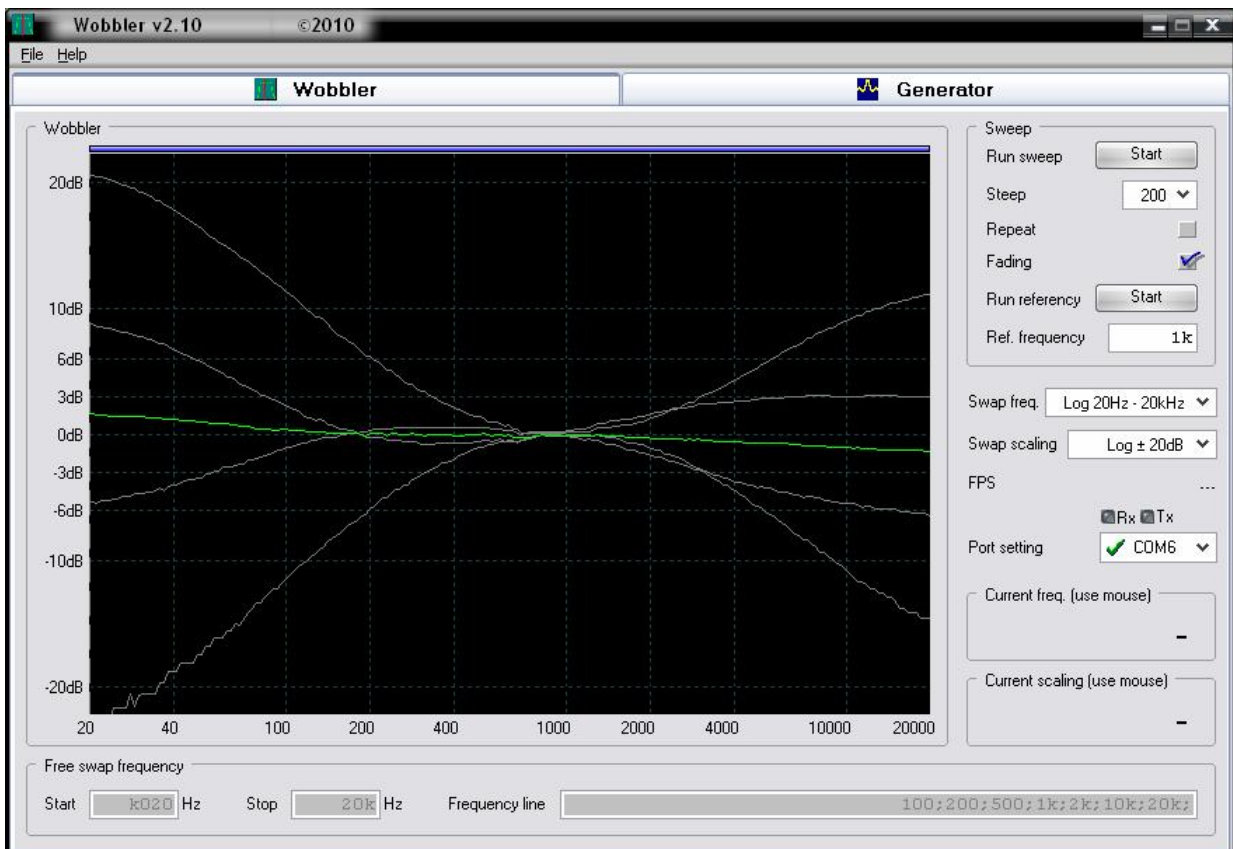 Wobbler v2.10 ©2010
File Help
Wobbler Generator
Wobbler
20dB
10dB
6dB
3dB
0dB
-3dB
-6dB
-10dB
-20dB
20 40 100 200 400 1000 2000 4000 10000 20000
Sweep
Run sweep Start
Steep 200
Repeat
Fading
Run referency Start
Ref. frequency 1k
Swap freq. Log 20Hz - 20kHz
Swap scaling Log ± 20dB
FPS ...
Rx Tx
Port setting COM6
Current freq. (use mouse)
-
Current scaling (use mouse)
-
Free swap frequency
Start k020 Hz Stop 20k Hz Frequency line 100;200;500;1k;2k;10k;20k;